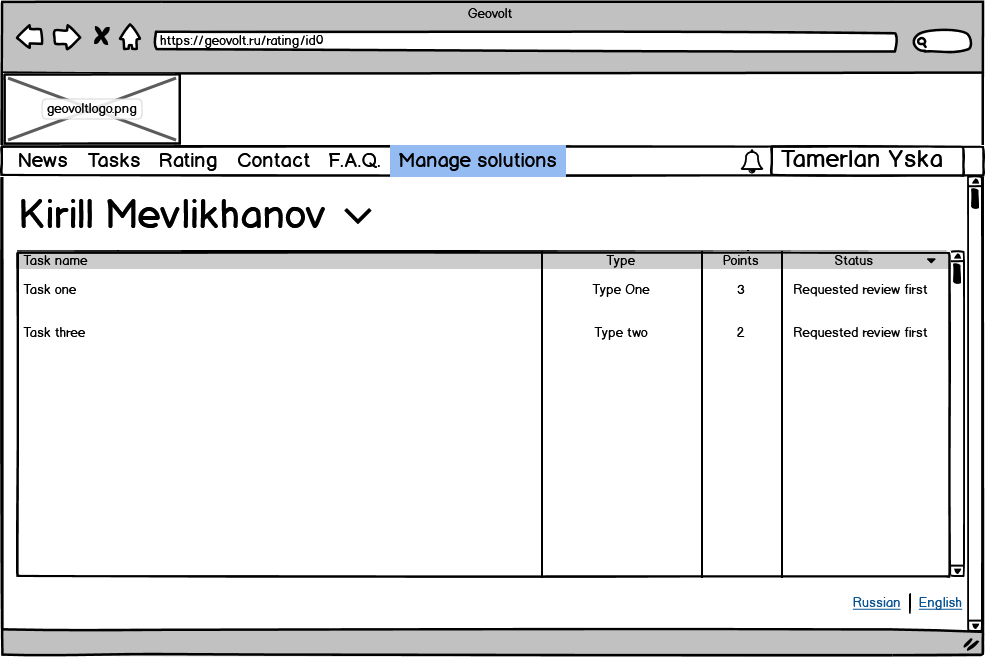 Geovolt
https://geovolt.ru/rating/id0
geovoltlogo.png
News Tasks Rating Contact F.A.Q. Manage solutions Tamerlan Yska
Kirill Mevlikhanov
Task name Type Points Status
Task one Type One 3 Requested review first
Task three Type two 2 Requested review first
Russian | English